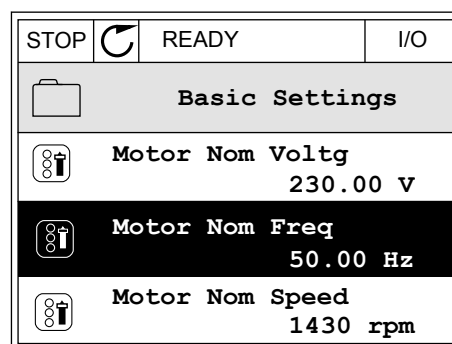 STOP READY I/O
Basic Settings
Motor Nom Voltg
230.00 V
Motor Nom Freq
50.00 Hz
Motor Nom Speed
1430 rpm